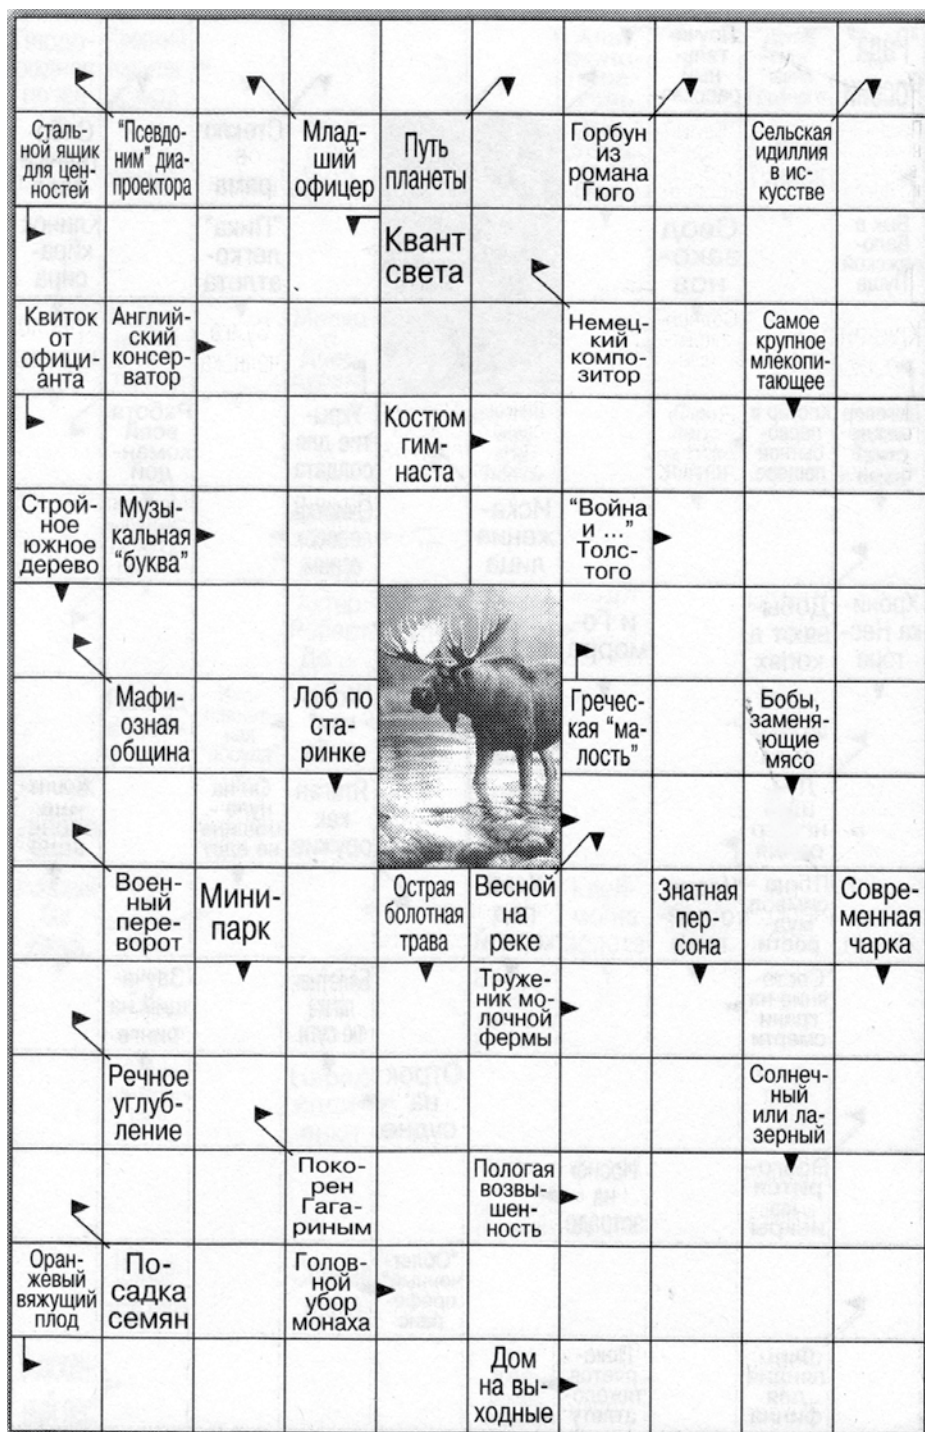 Сталь-
ной ящик
для цен-
ностей
"Псевдо-
ним" диа-
проектора
Млад-
ший
офицер
Путь
планеты
Горбун
из
романа
Гюго
Сельская
идиллия
в ис-
кусстве
Квант
света
Квиток
от
официанта
Англий-
ский
консер-
ватор
Немец-
кий
компо-
зитор
Самое
крупное
млекопи-
тающее
Костюм
гим-
наста
Строй-
ное
южное
дерево
Музы-
кальная
"буква"
"Война
и ..."
Толс-
того
Мафи-
озная
община
Лоб по
ста-
ринке
Гречес-
кая "ма-
лость"
Бобы,
заменя-
ющие
мясо
Воен-
ный
пере-
ворот
Мини-
парк
Острая
болотная
трава
Весной
на
реке
Знатная
пер-
сона
Совре-
менная
чарка
Труже-
ник мо-
лочной
фермы
Речное
углуб-
ление
Солнеч-
ный
или ла-
зерный
Поко-
рен
Гага-
риным
Пологая
возвы-
шен-
ность
Оран-
жевый
вяжущий
плод
По-
садка
семян
Голов-
ной
убор
монаха
Дом
на вы-
ходные